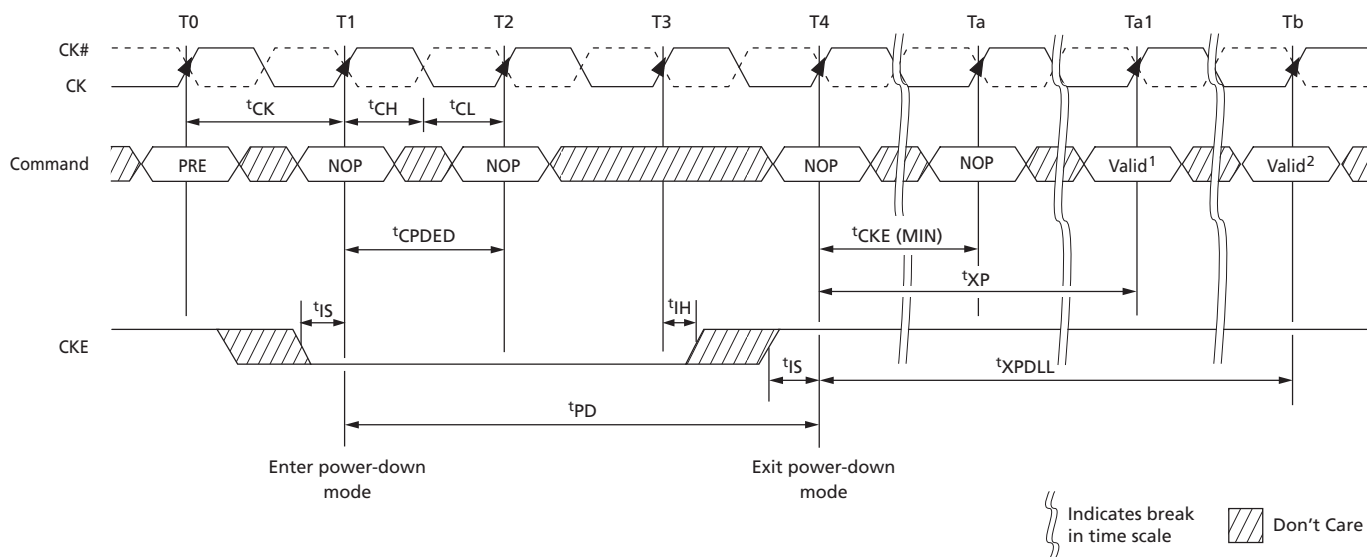 T0 T1 T2 T3 T4 Ta Ta1 Tb
CK#
CK
tCK tCH tCL
Command PRE NOP NOP NOP NOP Valid1 Valid2
tCPDED tCKE (MIN)
tXP
tIS tIH
CKE
tIS tXPDLL
tPD
Enter power-down
mode
Exit power-down
mode
Indicates break
in time scale
Don't Care